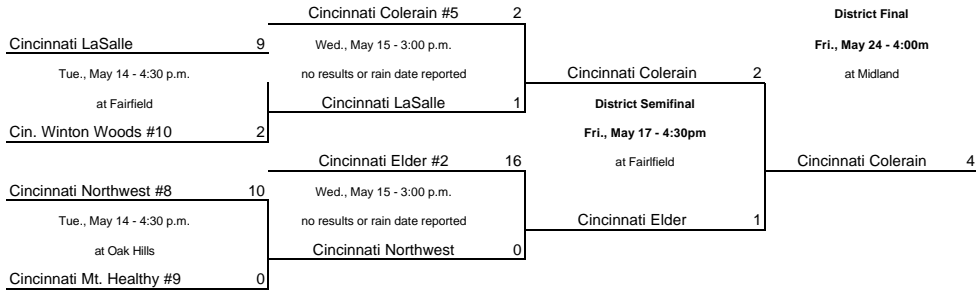 Cincinnati Colerain #5 2
District Final
Cincinnati LaSalle 9
Wed., May 15 - 3:00 p.m.
Fri., May 24 - 4:00m
Tue., May 14 - 4:30 p.m.
no results or rain date reported
Cincinnati Colerain 2
at Midland
at Fairfield
Cincinnati LaSalle 1
District Semifinal
Cin. Winton Woods #10 2
Fri., May 17 - 4:30pm
Cincinnati Elder #2 16
at Fairlfield
Cincinnati Colerain 4
Cincinnati Northwest #8 10
Wed., May 15 - 3:00 p.m.
Tue., May 14 - 4:30 p.m.
no results or rain date reported
Cincinnati Elder 1
at Oak Hills
Cincinnati Northwest 0
Cincinnati Mt. Healthy #9 0